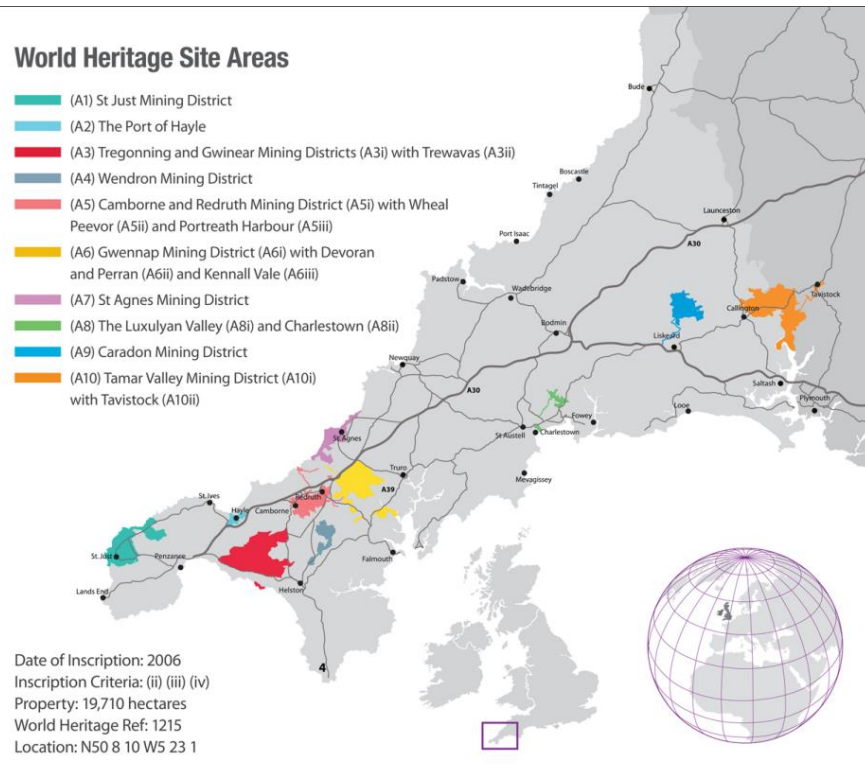 World Heritage Site Areas
(A1) St Just Mining District
(A2) The Port of Hayle
(A3) Tregonning and Gwinear Mining Districts (A3i) with Trewavas (A3ii)
(A4) Wendron Mining District
(A5) Camborne and Redruth Mining District (A5i) with Wheal
Peevor (A5ii) and Portreath Harbour (A5iii)
(A6) Gwennap Mining District (A6i) with Devoran
and Perran (A6ii) and Kennall Vale (A6iii)
(A7) St Agnes Mining District
(A8) The Luxulyan Valley (A8i) and Charlestown (A8ii)
(A9) Caradon Mining District
(A10) Tamar Valley Mining District (A10i)
with Tavistock (A10ii)
Bude
Boscastle
Tintagel
Launceston
Port Isaac
A30
Padstow
Wadebridge
Tavistock
Callington
Bodmin
Liskeard
Newquay
A30
Saltash
Plymouth
Looe
Fowey
St Agnes
St Austell
Charlestown
Truro
Mevagissey
A39
Redruth
St.Ives
Hayle
Camborne
St.Just
Penzance
Falmouth
Helston
Lands End
4
Date of Inscription: 2006
Inscription Criteria: (ii) (iii) (iv)
Property: 19,710 hectares
World Heritage Ref: 1215
Location: N50 8 10 W5 23 1